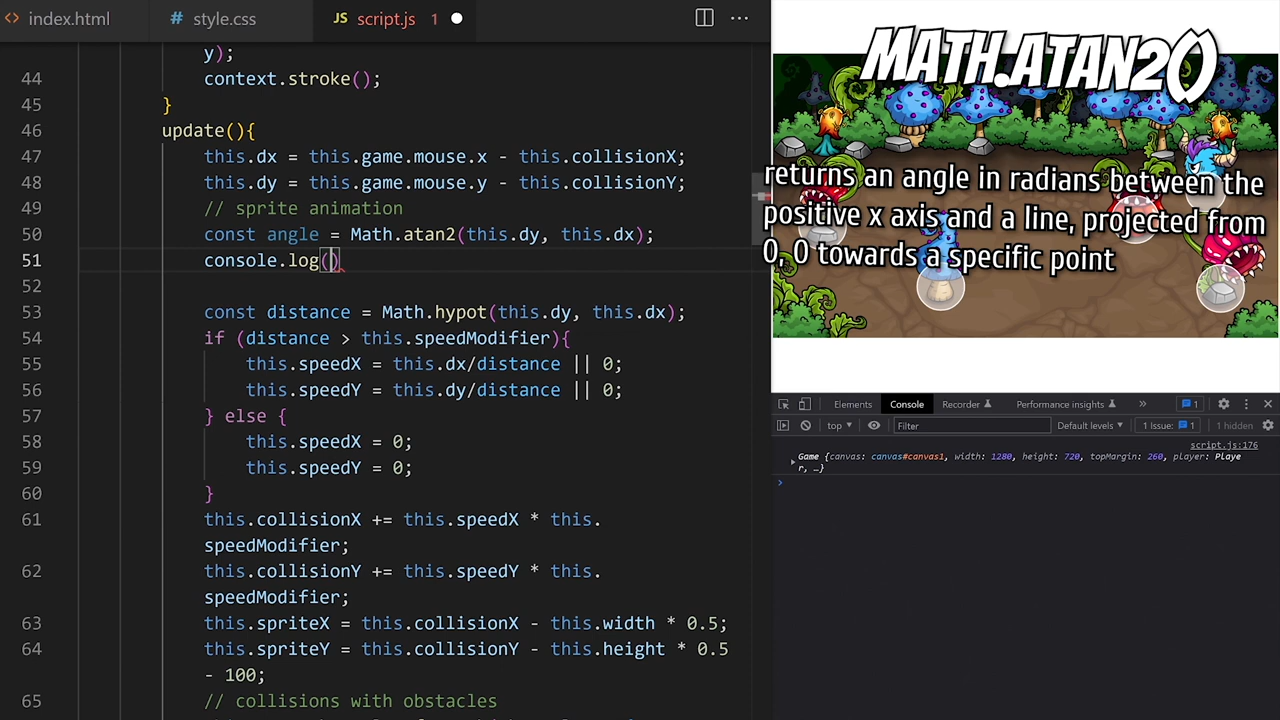 index.html
# style.css
JS script.js 1
y);
44 context.stroke();
45 }
46 update(){
47 this.dx = this.game.mouse.x - this.collisionX;
48 this.dy = this.game.mouse.y - this.collisionY;
49 // sprite animation
50 const angle = Math.atan2(this.dy, this.dx);
51 console.log()
52
53 const distance = Math.hypot(this.dy, this.dx);
54 if (distance > this.speedModifier){
55 this.speedX = this.dx/distance || 0;
56 this.speedY = this.dy/distance || 0;
57 } else {
58 this.speedX = 0;
59 this.speedY = 0;
60 }
61 this.collisionX += this.speedX * this.
speedModifier;
62 this.collisionY += this.speedY * this.
speedModifier;
63 this.spriteX = this.collisionX - this.width * 0.5;
64 this.spriteY = this.collisionY - this.height * 0.5
- 100;
65 // collisions with obstacles
MATH.ATAN2()
returns an angle in radians between the
positive x axis and a line, projected from
0, 0 towards a specific point
Elements Console Recorder Performance insights » 1
top Filter Default levels 1 Issue: 1 1 hidden
script.js:176
Game {canvas: canvas#canvas1, width: 1280, height: 720, topMargin: 260, player: Playe
r, …}